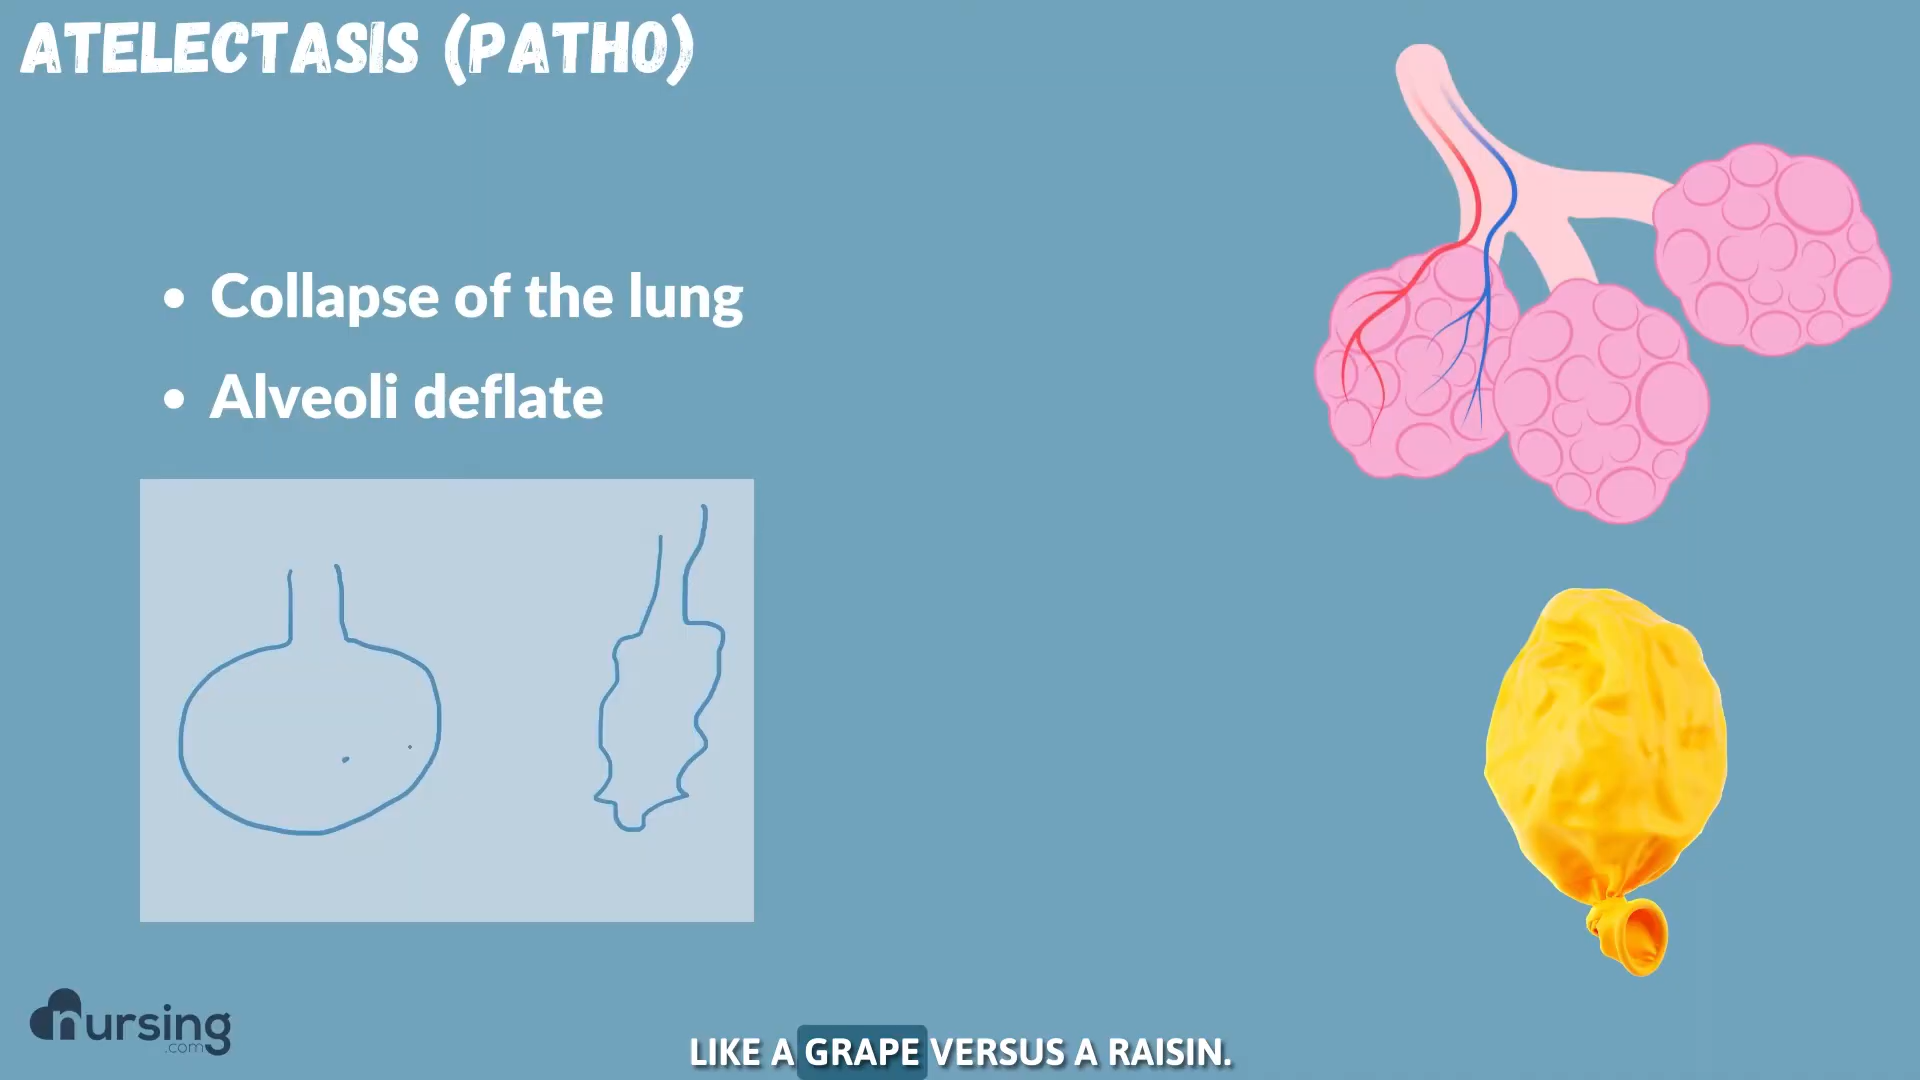 ATELECTASIS (PATHO)
• Collapse of the lung
• Alveoli deflate
nursing
.com
LIKE A GRAPE VERSUS A RAISIN.